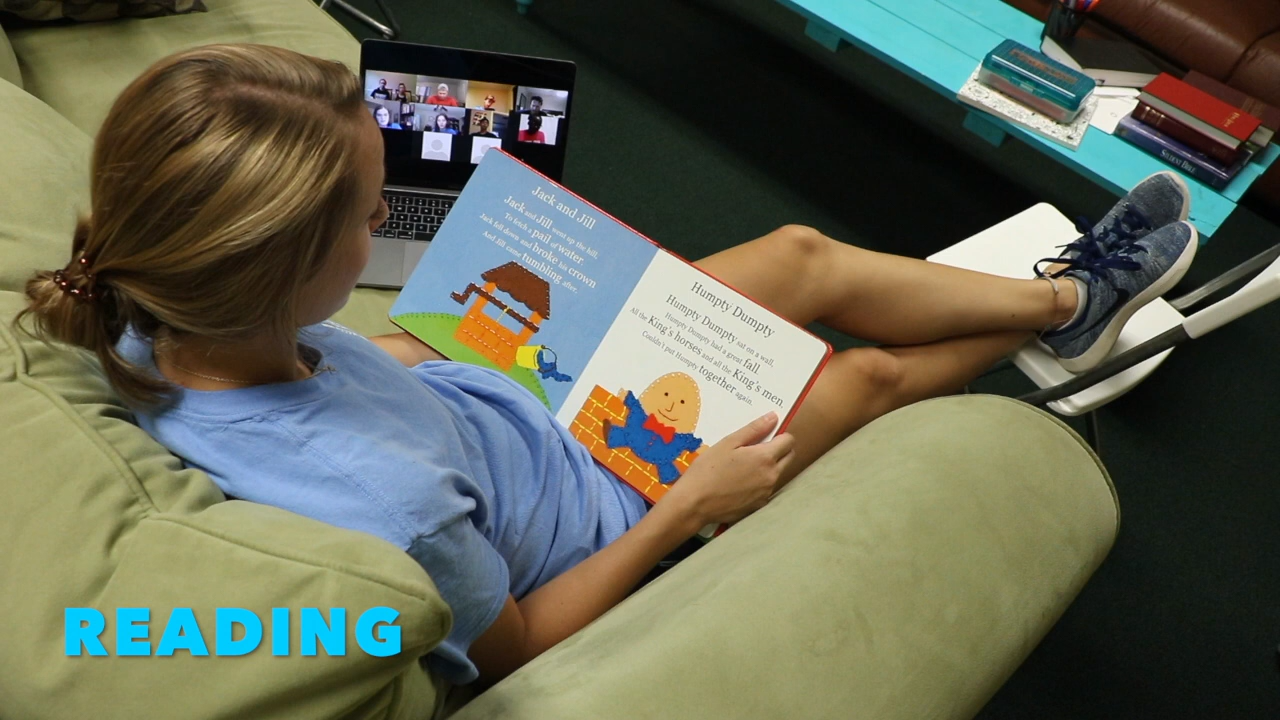 Jack and Jill
Jack and Jill went up the hill,
To fetch a pail of water
Jack fell down and broke his crown
And Jill came tumbling after.
Humpty Dumpty
Humpty Dumpty sat on a wall,
Humpty Dumpty had a great fall.
All the King's horses and all the King's men,
Couldn't put Humpty together again.
STUDENT BIBLE
READING